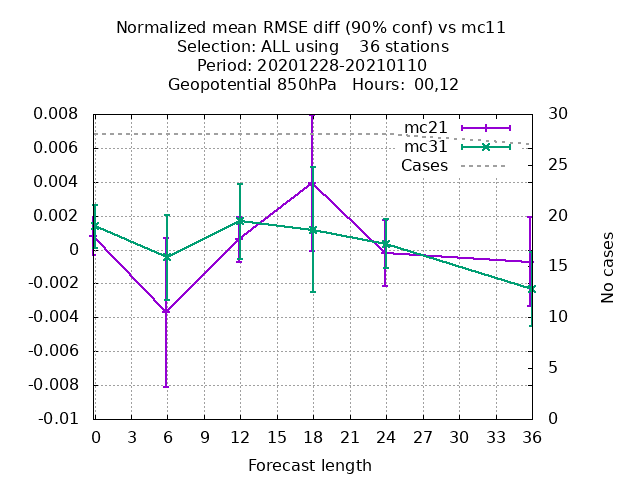 Normalized mean RMSE diff (90% conf) vs mc11
Selection: ALL using    36 stations
Period: 20201228-20210110
Geopotential 850hPa   Hours:  00,12
0.008
0.006
0.004
0.002
0
-0.002
-0.004
-0.006
-0.008
-0.01
30
25
20
15
10
5
0
mc21
mc31
Cases
No cases
0 3 6 9 12 15 18 21 24 27 30 33 36
Forecast length